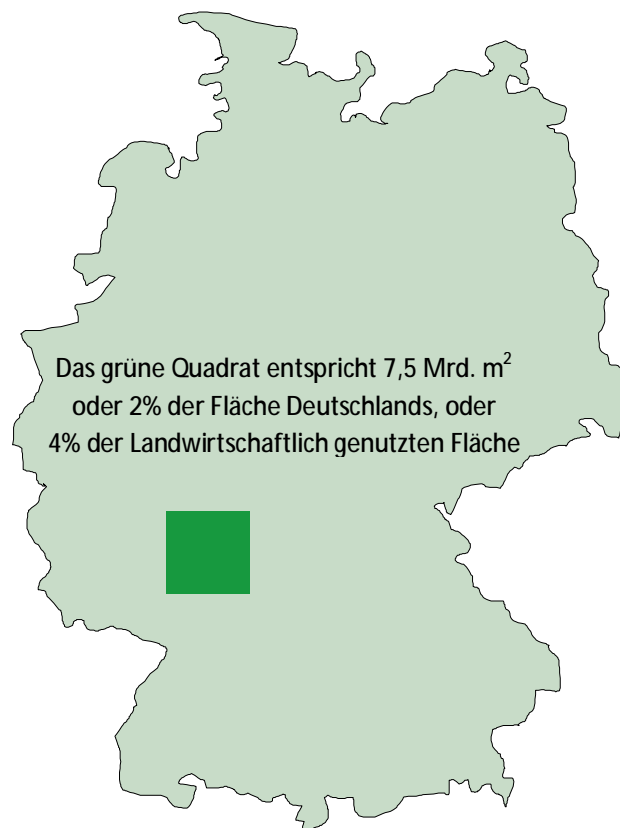 Das grüne Quadrat entspricht 7,5 Mrd. m²
oder 2% der Fläche Deutschlands, oder
4% der Landwirtschaftlich genutzten Fläche